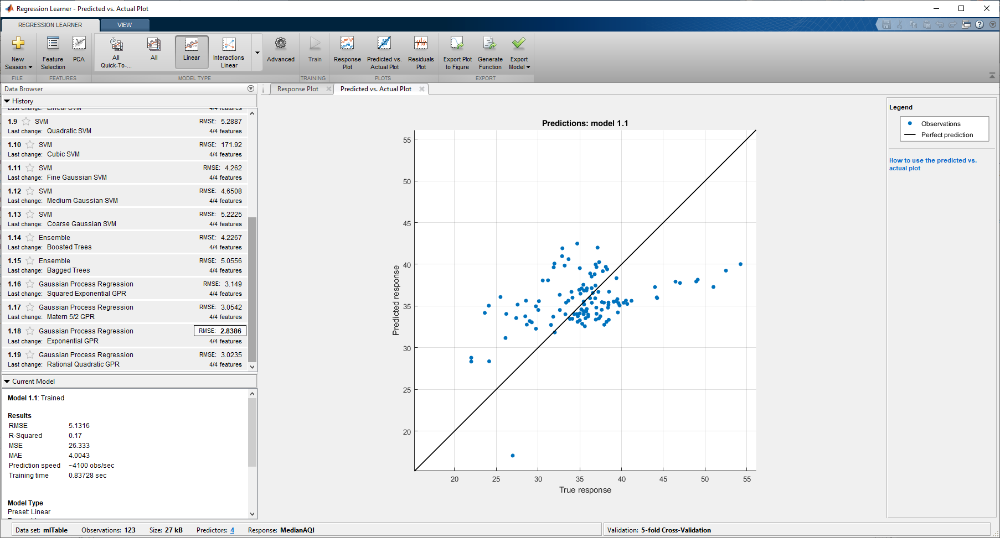 Regression Learner - Predicted vs. Actual Plot
REGRESSION LEARNER
VIEW
New
Session
Feature
Selection
PCA
All
Quick-To-...
All
Linear
Interactions
Linear
Advanced
Train
Response
Plot
Predicted vs.
Actual Plot
Residuals
Plot
Export Plot
to Figure
Generate
Function
Export
Model
FILE
FEATURES
MODEL TYPE
TRAINING
PLOTS
EXPORT
Data Browser
History
Linear SVM
1.9 SVM RMSE: 5.2887
Last change: Quadratic SVM 4/4 features
1.10 SVM RMSE: 171.92
Last change: Cubic SVM 4/4 features
1.11 SVM RMSE: 4.262
Last change: Fine Gaussian SVM 4/4 features
1.12 SVM RMSE: 4.6508
Last change: Medium Gaussian SVM 4/4 features
1.13 SVM RMSE: 5.2225
Last change: Coarse Gaussian SVM 4/4 features
1.14 Ensemble RMSE: 4.2267
Last change: Boosted Trees 4/4 features
1.15 Ensemble RMSE: 5.0556
Last change: Bagged Trees 4/4 features
1.16 Gaussian Process Regression RMSE: 3.149
Last change: Squared Exponential GPR 4/4 features
1.17 Gaussian Process Regression RMSE: 3.0542
Last change: Matern 5/2 GPR 4/4 features
1.18 Gaussian Process Regression RMSE: 2.8386
Last change: Exponential GPR 4/4 features
1.19 Gaussian Process Regression RMSE: 3.0235
Last change: Rational Quadratic GPR 4/4 features
Current Model
Model 1.1: Trained
Results
RMSE 5.1316
R-Squared 0.17
MSE 26.333
MAE 4.0043
Prediction speed ~4100 obs/sec
Training time 0.83728 sec
Model Type
Preset: Linear
Response Plot
Predicted vs. Actual Plot
Predictions: model 1.1
55
50
45
40
35
30
25
20
Predicted response
20 25 30 35 40 45 50 55
True response
Legend
Observations
Perfect prediction
How to use the predicted vs.
actual plot
Data set: mlTable Observations: 123 Size: 27 kB Predictors: 4 Response: MedianAQI
Validation: 5-fold Cross-Validation